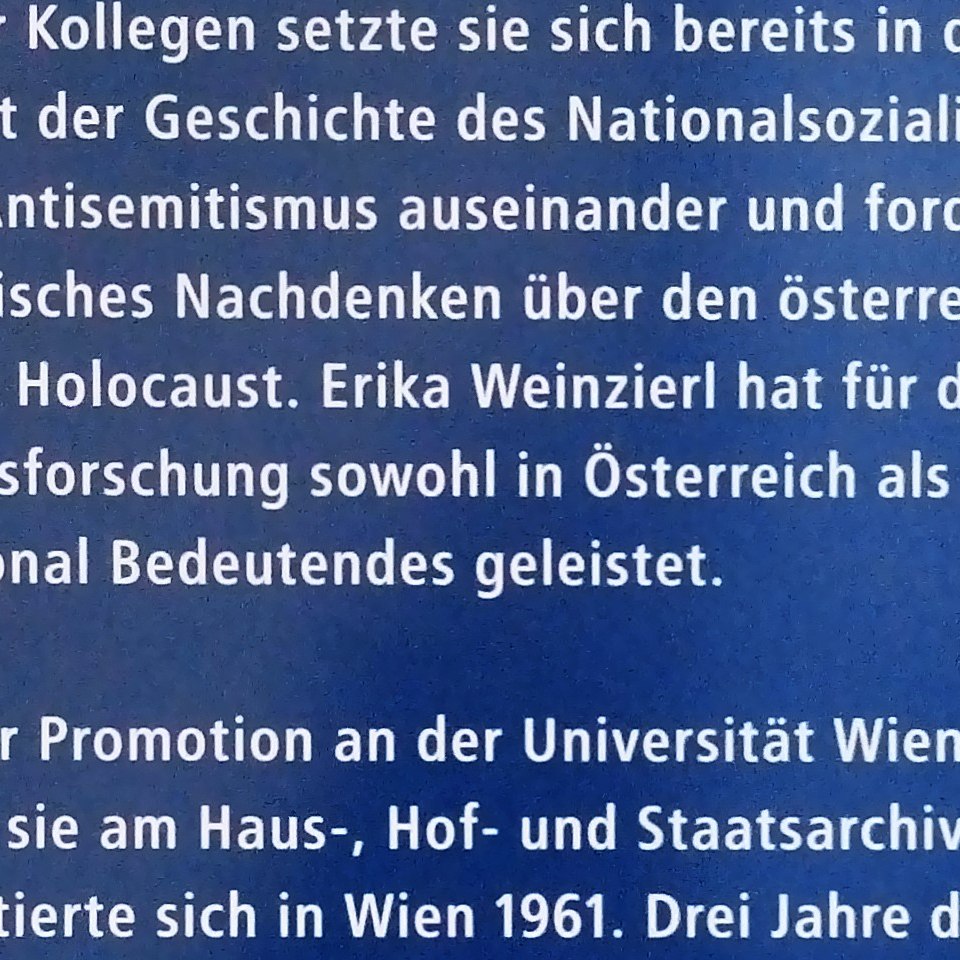 Kollegen setzte sie sich bereits in
der Geschichte des Nationalsoziali
ntisemitismus auseinander und ford
isches Nachdenken über den österre
Holocaust. Erika Weinzierl hat für d
sforschung sowohl in Österreich als
onal Bedeutendes geleistet.
r Promotion an der Universität Wien
sie am Haus-, Hof- und Staatsarchiv
tierte sich in Wien 1961. Drei Jahre d